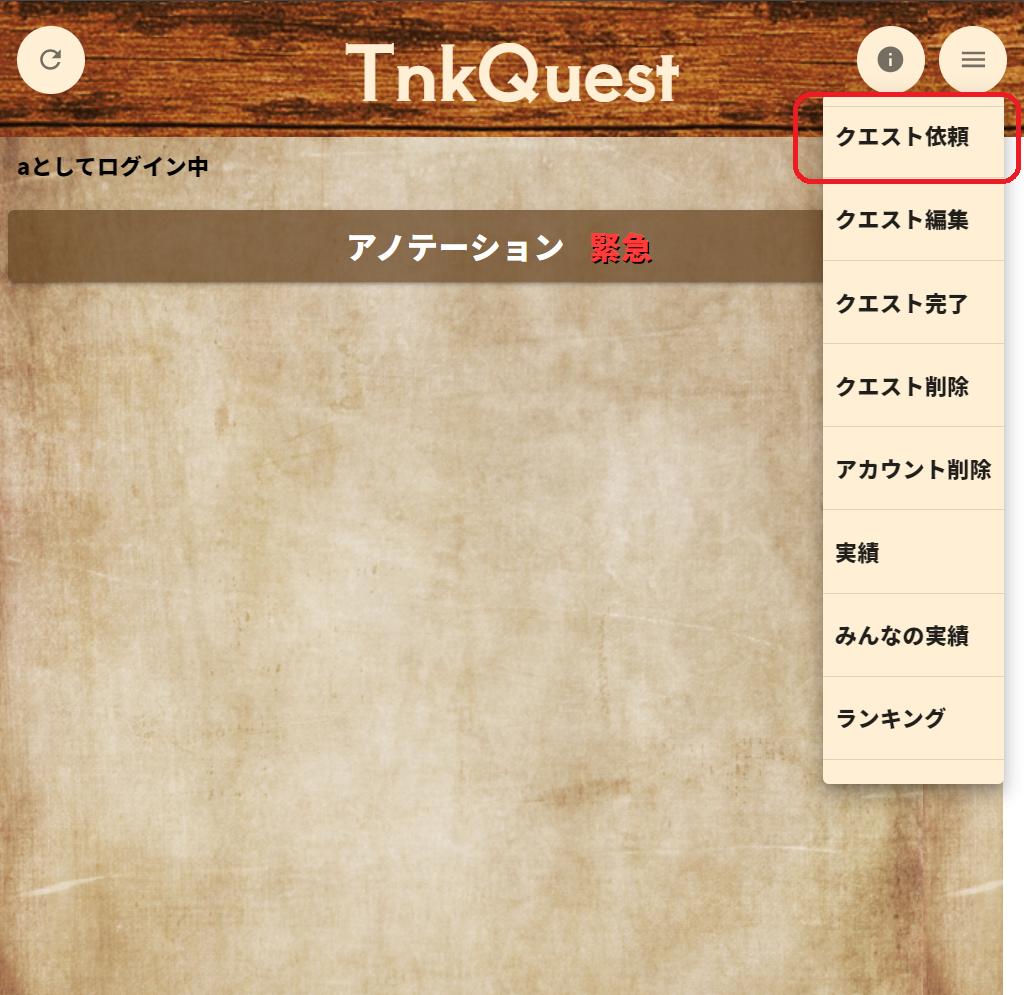 TnkQuest
aとしてログイン中
アノテーション 緊急
クエスト依頼
クエスト編集
クエスト完了
クエスト削除
アカウント削除
実績
みんなの実績
ランキング